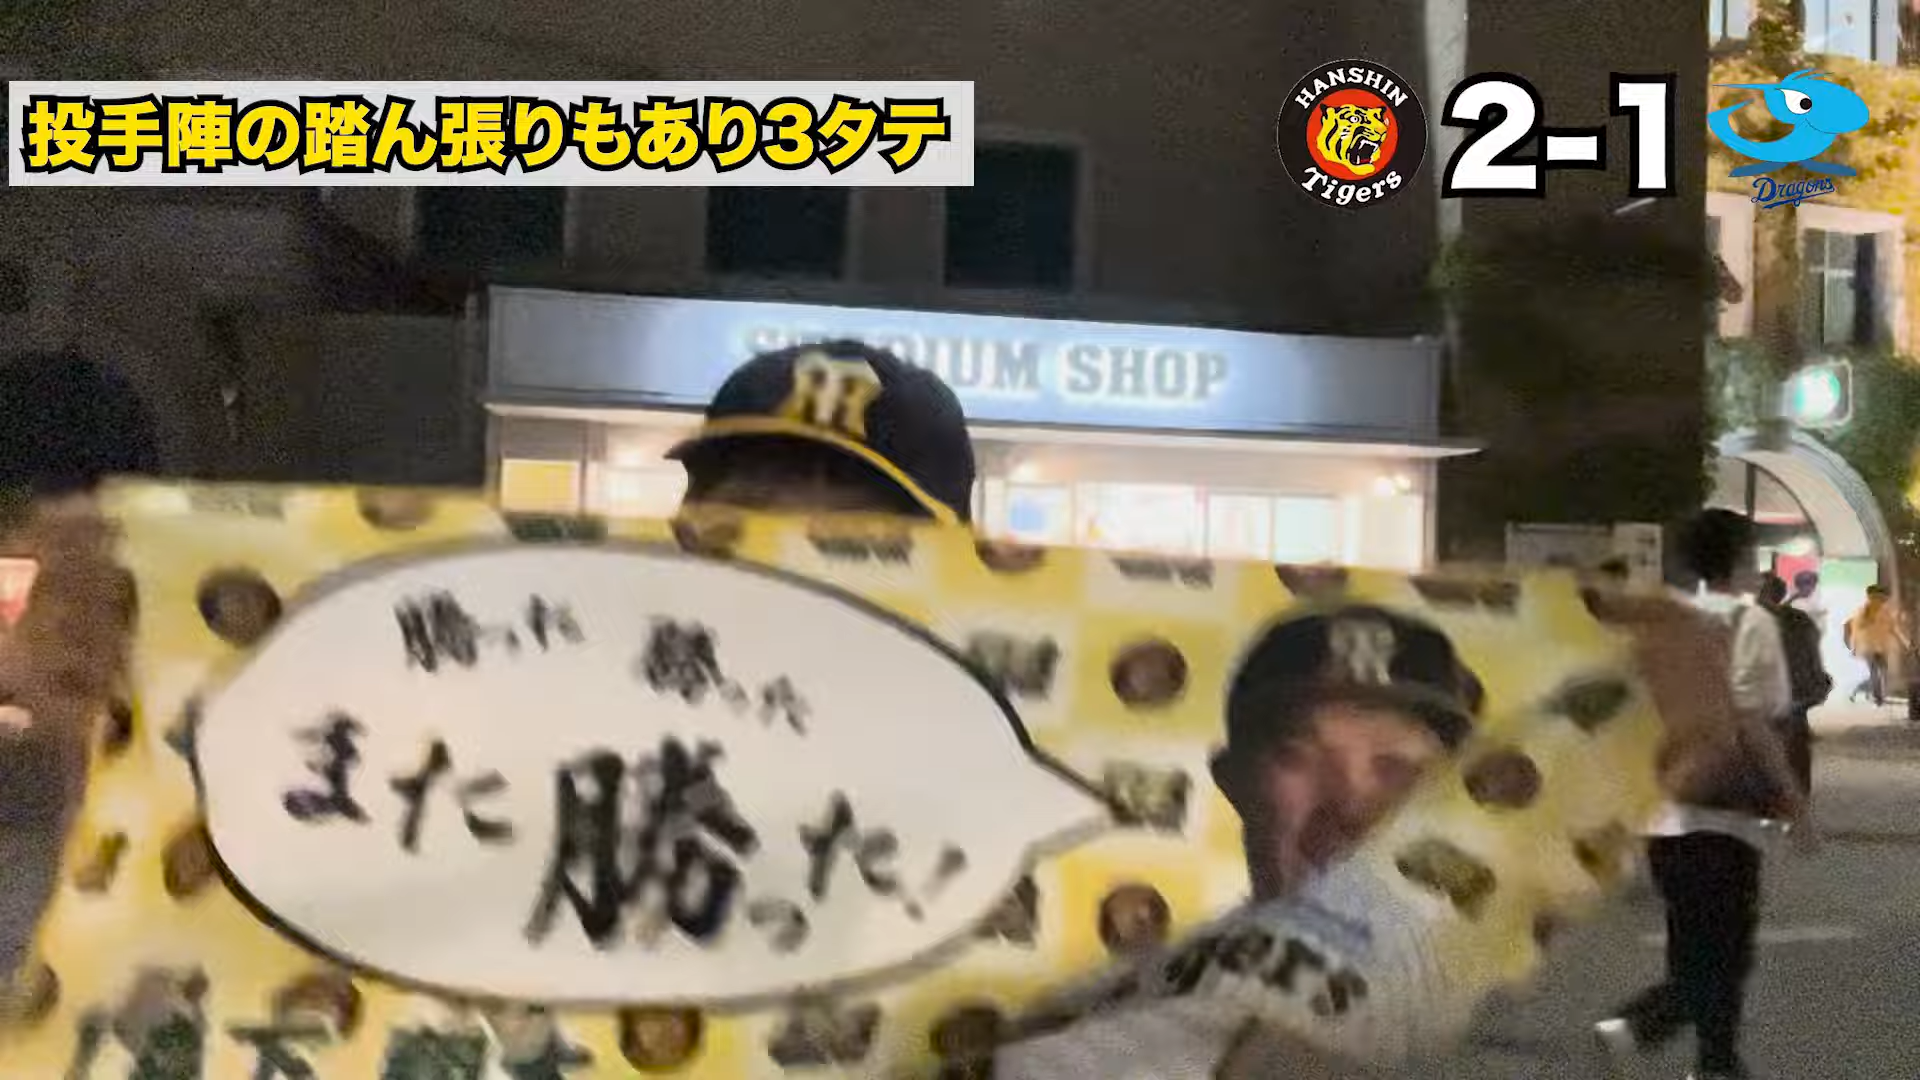 投手陣の踏ん張りもあり3タテ
HANSHIN
Tigers
2-1
Dragons
STADIUM SHOP
勝った 勝った
また勝った!